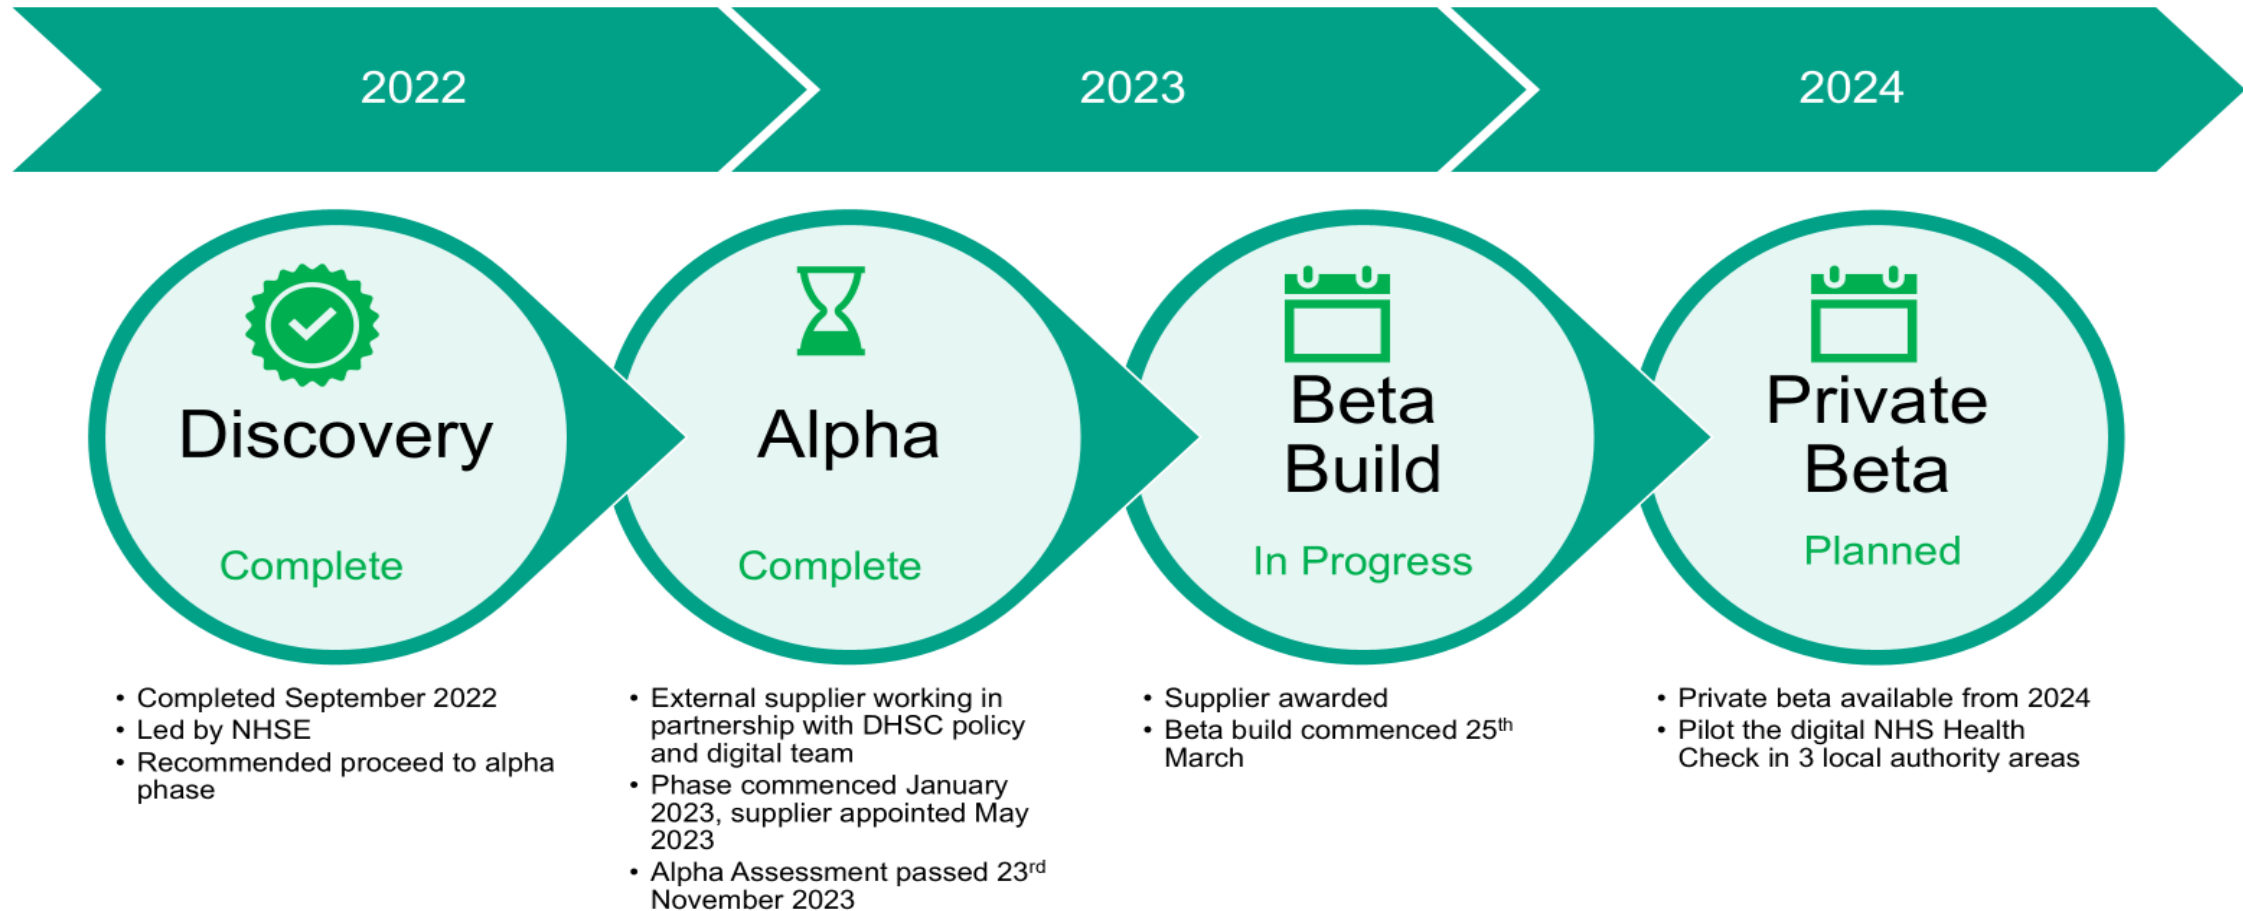 2022
2023
2024
Discovery
Complete
• Completed September 2022
• Led by NHSE
• Recommended proceed to alpha
phase
Alpha
Complete
• External supplier working in
partnership with DHSC policy
and digital team
• Phase commenced January
2023, supplier appointed May
2023
• Alpha Assessment passed 23rd
November 2023
Beta
Build
In Progress
• Supplier awarded
• Beta build commenced 25th
March
Private
Beta
Planned
• Private beta available from 2024
• Pilot the digital NHS Health
Check in 3 local authority areas